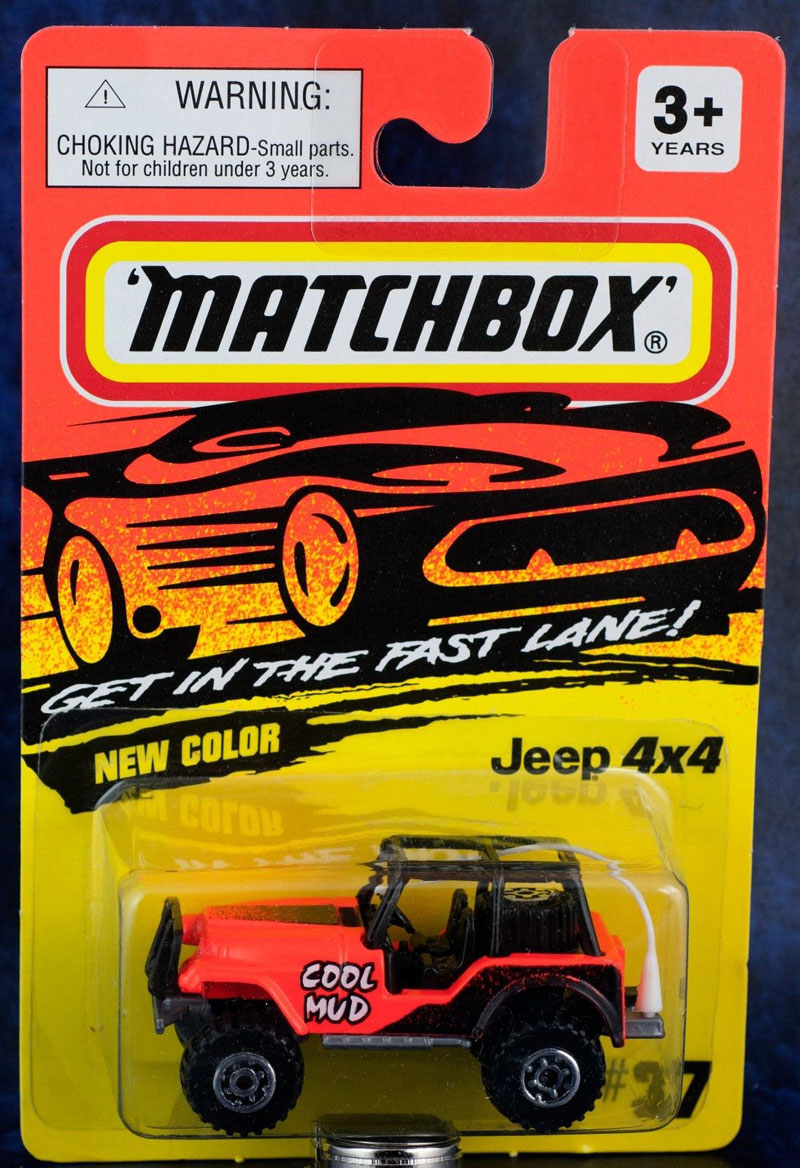 ⚠ WARNING:
CHOKING HAZARD-Small parts.
Not for children under 3 years.
3+
YEARS
'MATCHBOX'®
GET IN THE FAST LANE!
NEW COLOR
Jeep 4x4
COOL
MUD
#37